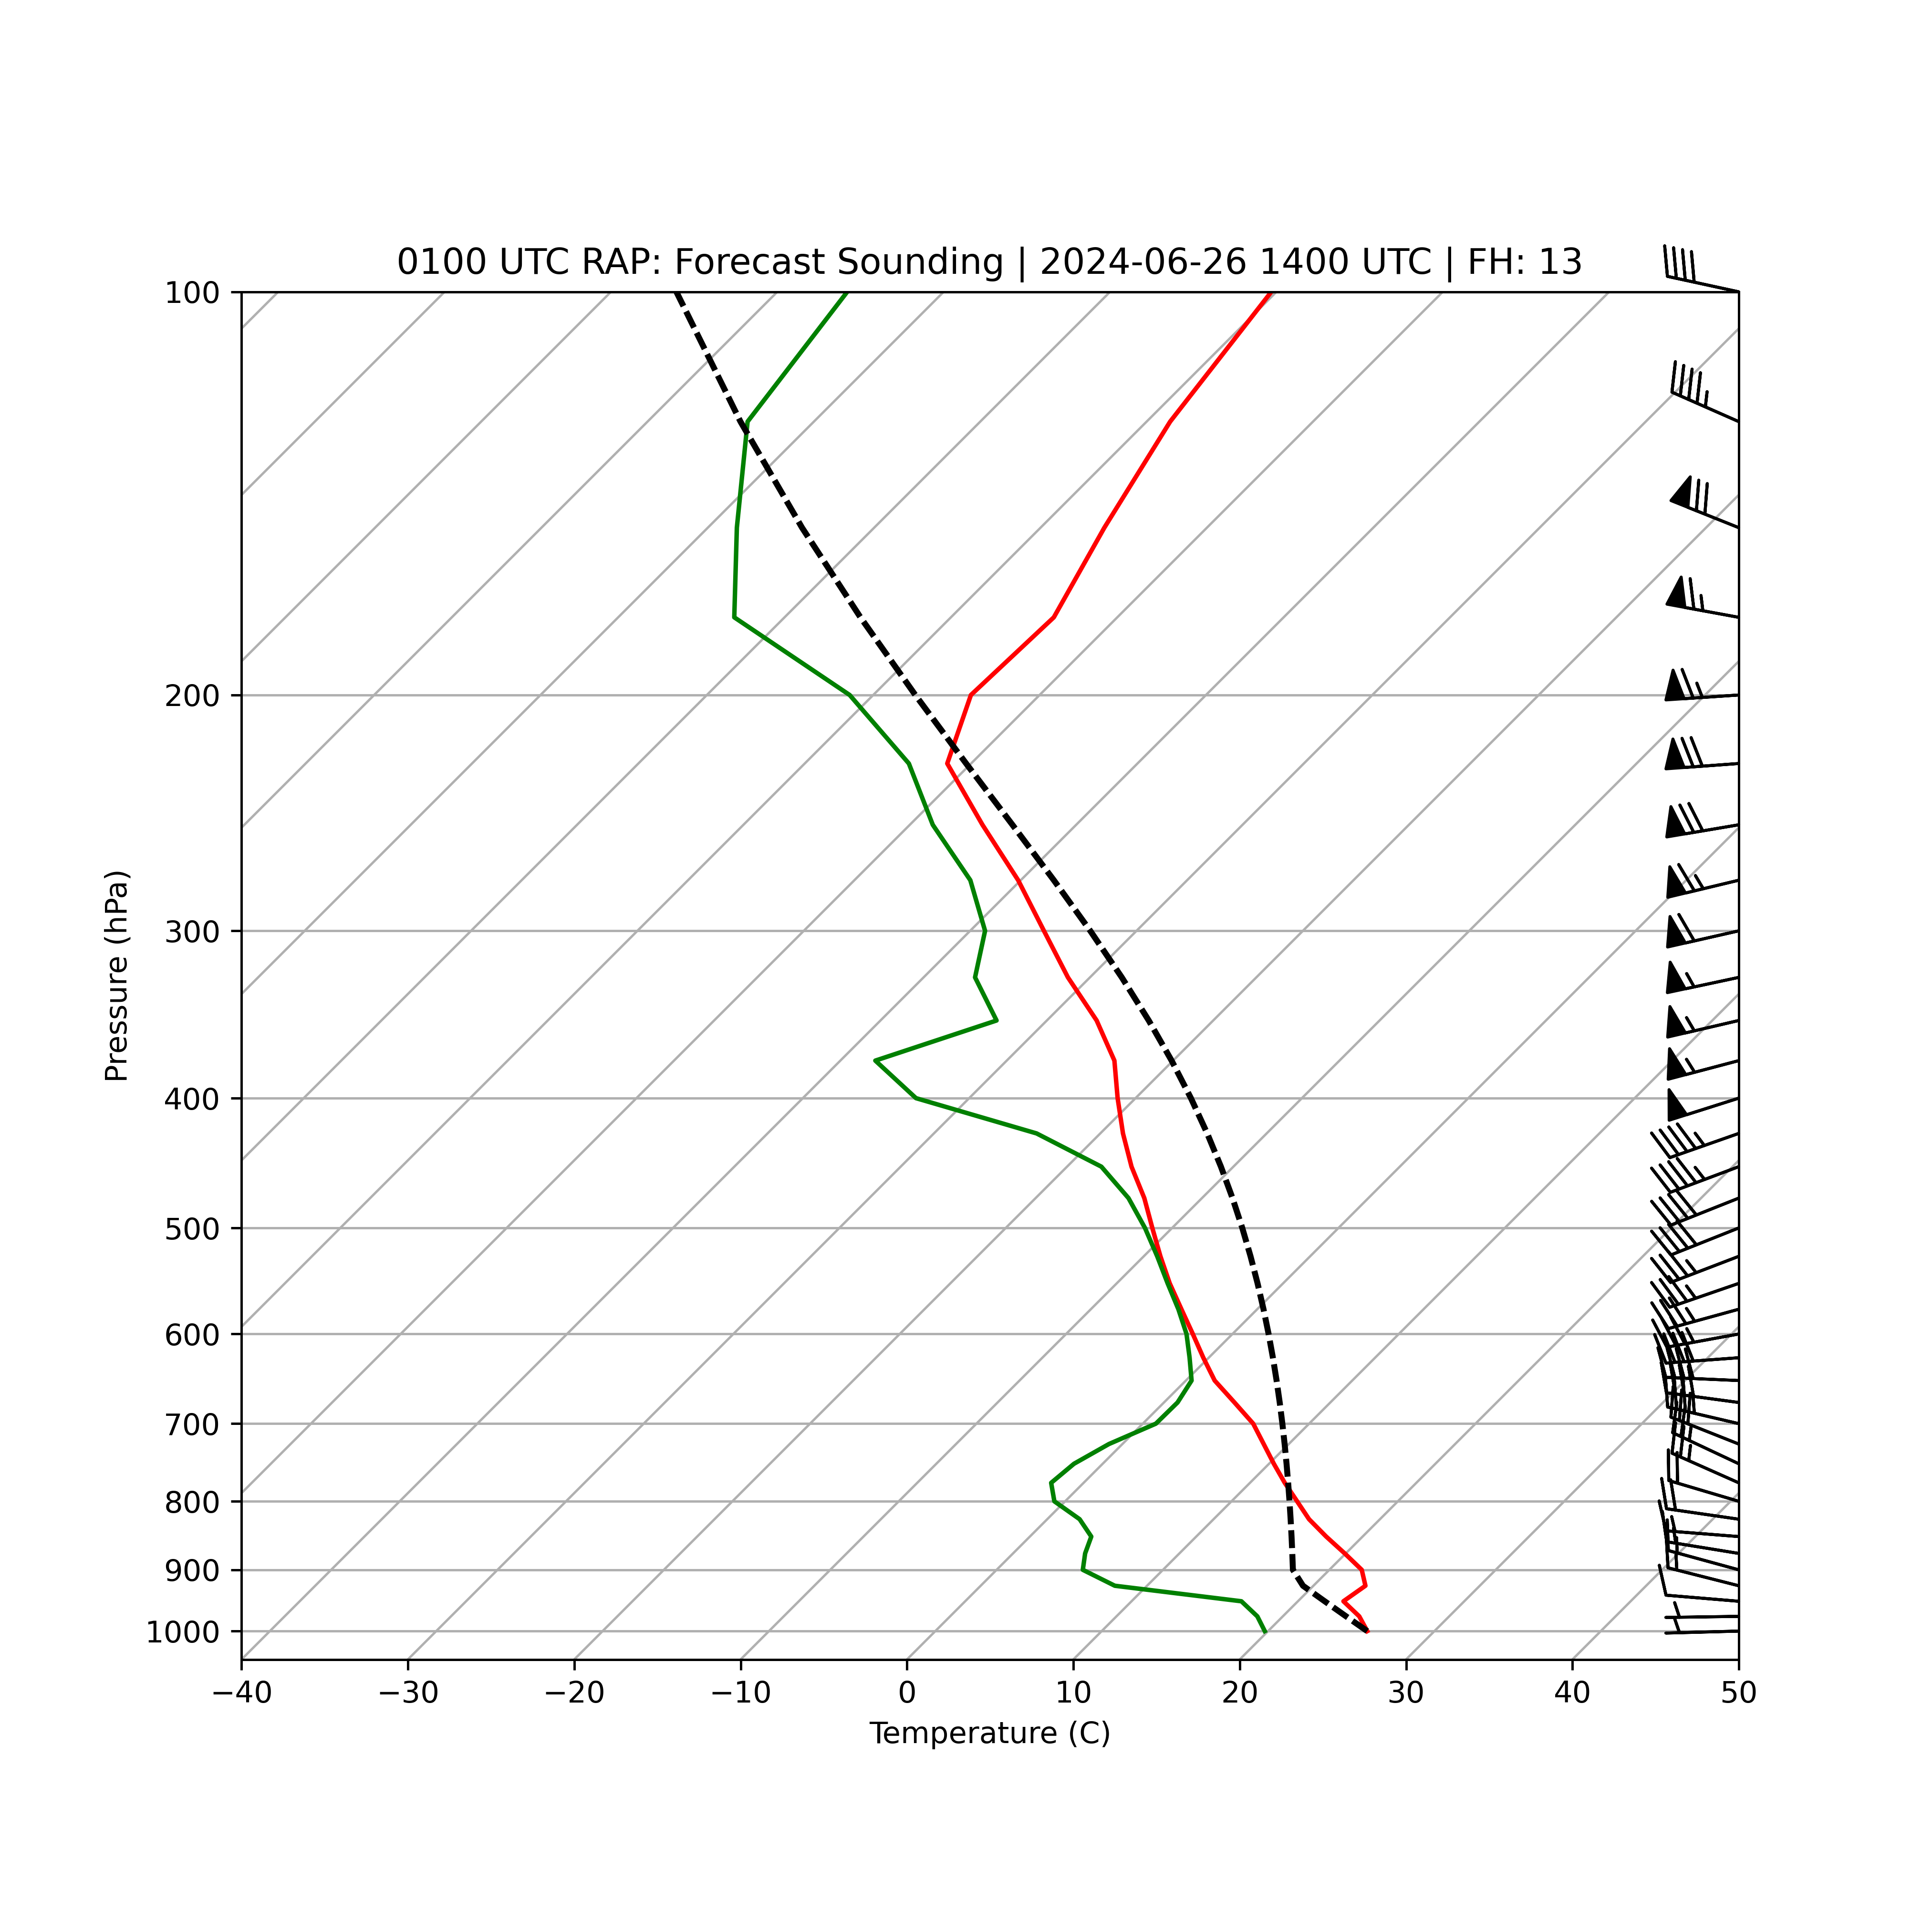 0100 UTC RAP: Forecast Sounding | 2024-06-26 1400 UTC | FH: 13
100
200
300
400
500
600
700
800
900
1000
Pressure (hPa)
−40 −30 −20 −10 0 10 20 30 40 50
Temperature (C)